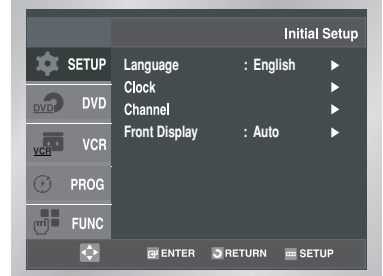 Initial Setup
SETUP
Language : English ►
Clock ►
Channel ►
Front Display : Auto ►
DVD DVD
VCR VCR
PROG
FUNC
ENTER RETURN SETUP